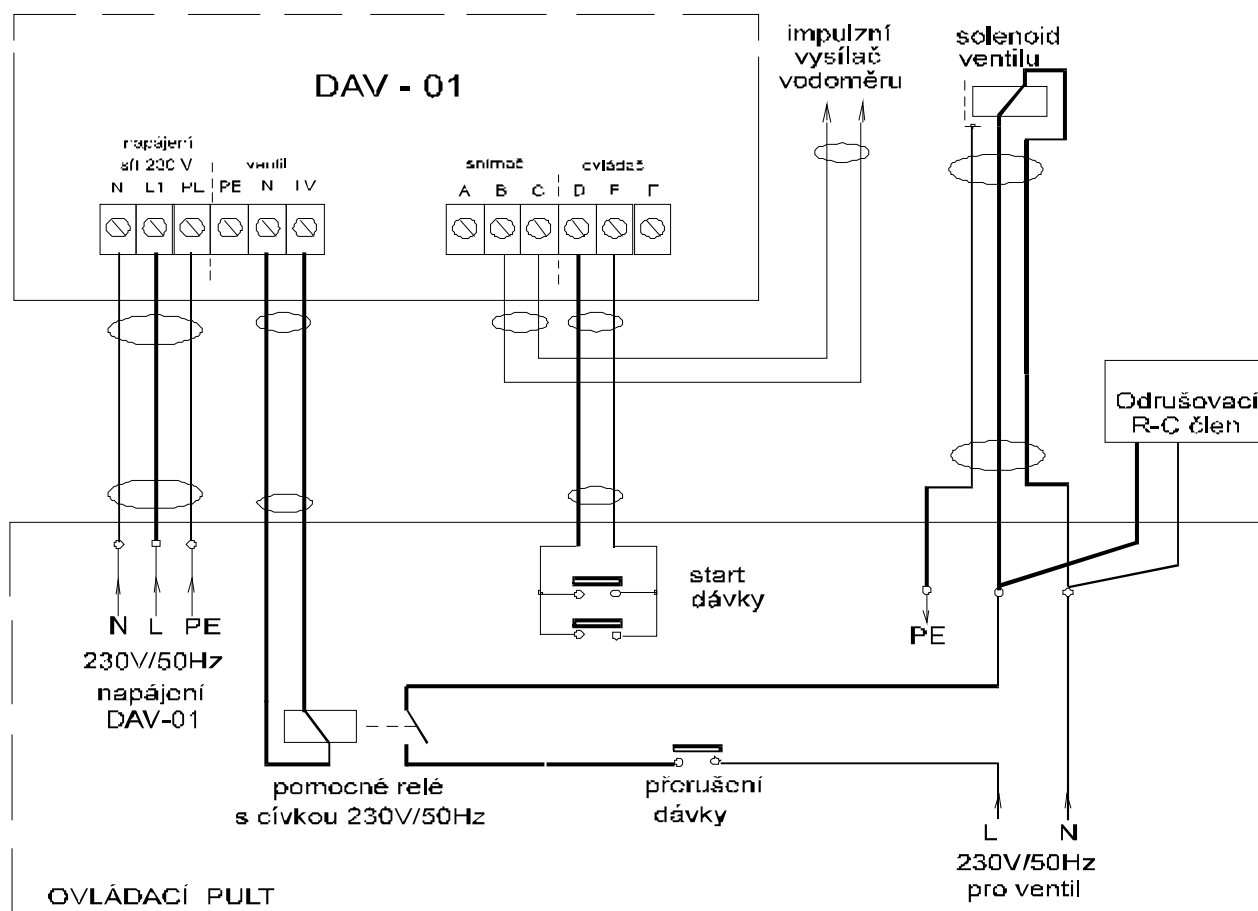 DAV - 01
impulzní
vysílač
vodoměru
solenoid
ventilu
napájení
síť 230 V
ventil
snímač
ovládač
N L1 PE PE N LV
A B C D E F
Odrušovací
R-C člen
start
dávky
N L PE
230V/50Hz
napájení
DAV-01
PE
pomocné relé
s cívkou 230V/50Hz
přerušení
dávky
L N
230V/50Hz
pro ventil
OVLÁDACÍ PULT